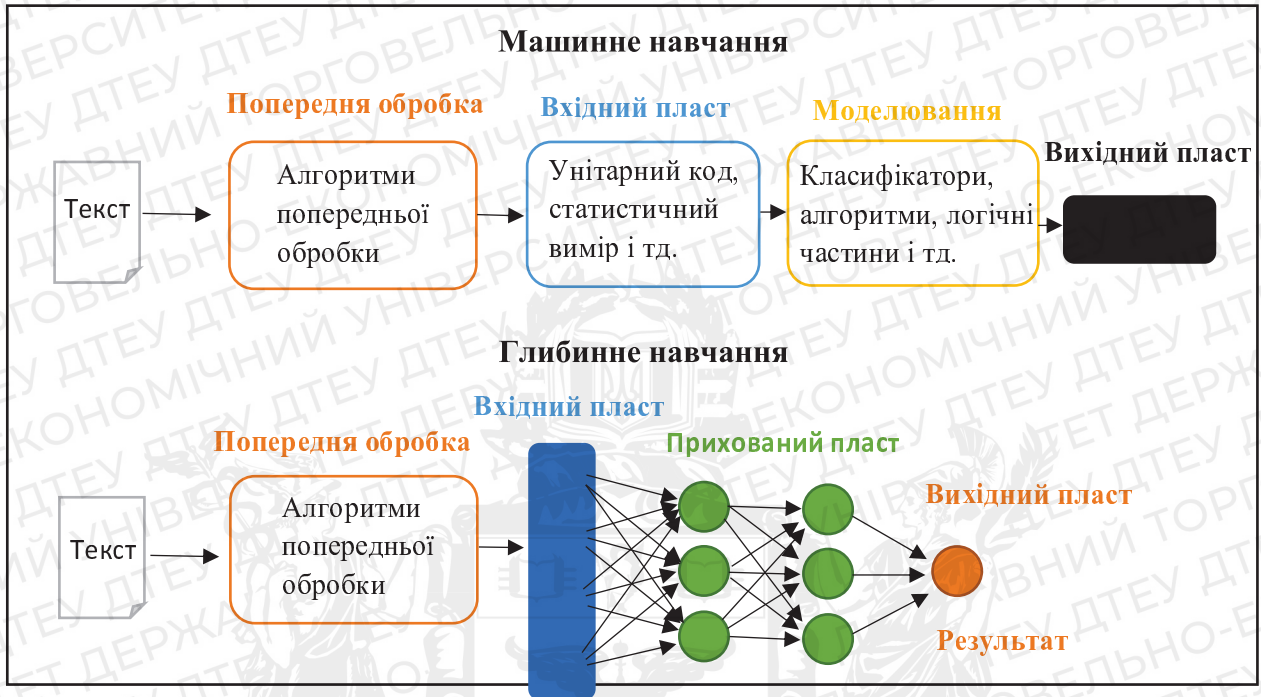 Машинне навчання
Попередня обробка
Вхідний пласт
Моделювання
Вихідний пласт
Текст
Алгоритми
попередньої
обробки
Унітарний код,
статистичний
вимір і тд.
Класифікатори,
алгоритми, логічні
частини і тд.
Глибинне навчання
Вхідний пласт
Попередня обробка
Прихований пласт
Вихідний пласт
Текст
Алгоритми
попередньої
обробки
Результат